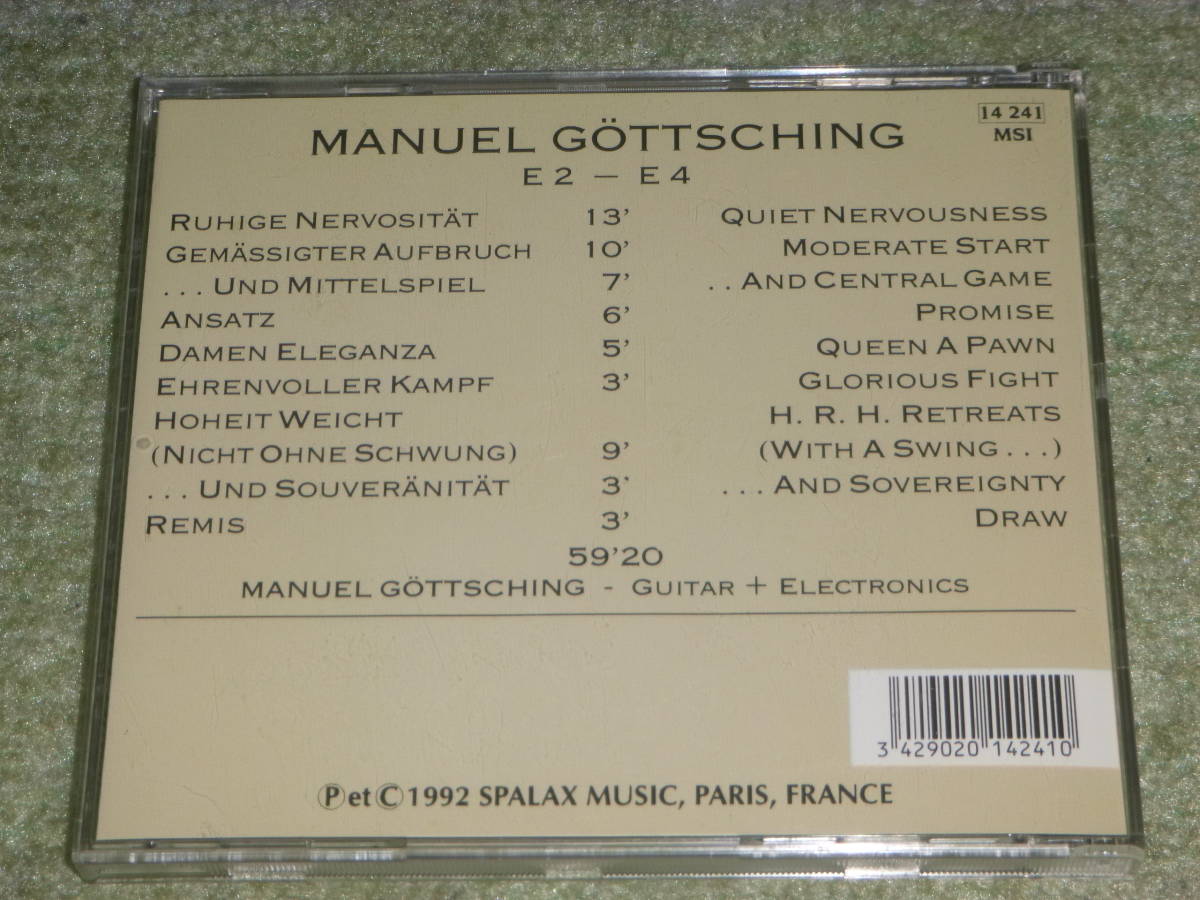 14 241
MSI
MANUEL GÖTTSCHING
E 2 – E 4
RUHIGE NERVOSITÄT 13' QUIET NERVOUSNESS
GEMÄSSIGTER AUFBRUCH 10' MODERATE START
...UND MITTELSPIEL 7' ..AND CENTRAL GAME
ANSATZ 6' PROMISE
DAMEN ELEGANZA 5' QUEEN A PAWN
EHRENVOLLER KAMPF 3' GLORIOUS FIGHT
HOHEIT WEICHT H. R. H. RETREATS
(NICHT OHNE SCHWUNG) 9' (WITH A SWING ...)
...UND SOUVERÄNITÄT 3' ...AND SOVEREIGNTY
REMIS 3' DRAW
59'20
MANUEL GÖTTSCHING - GUITAR + ELECTRONICS
3 429020 142410
Ⓟ et © 1992 SPALAX MUSIC, PARIS, FRANCE